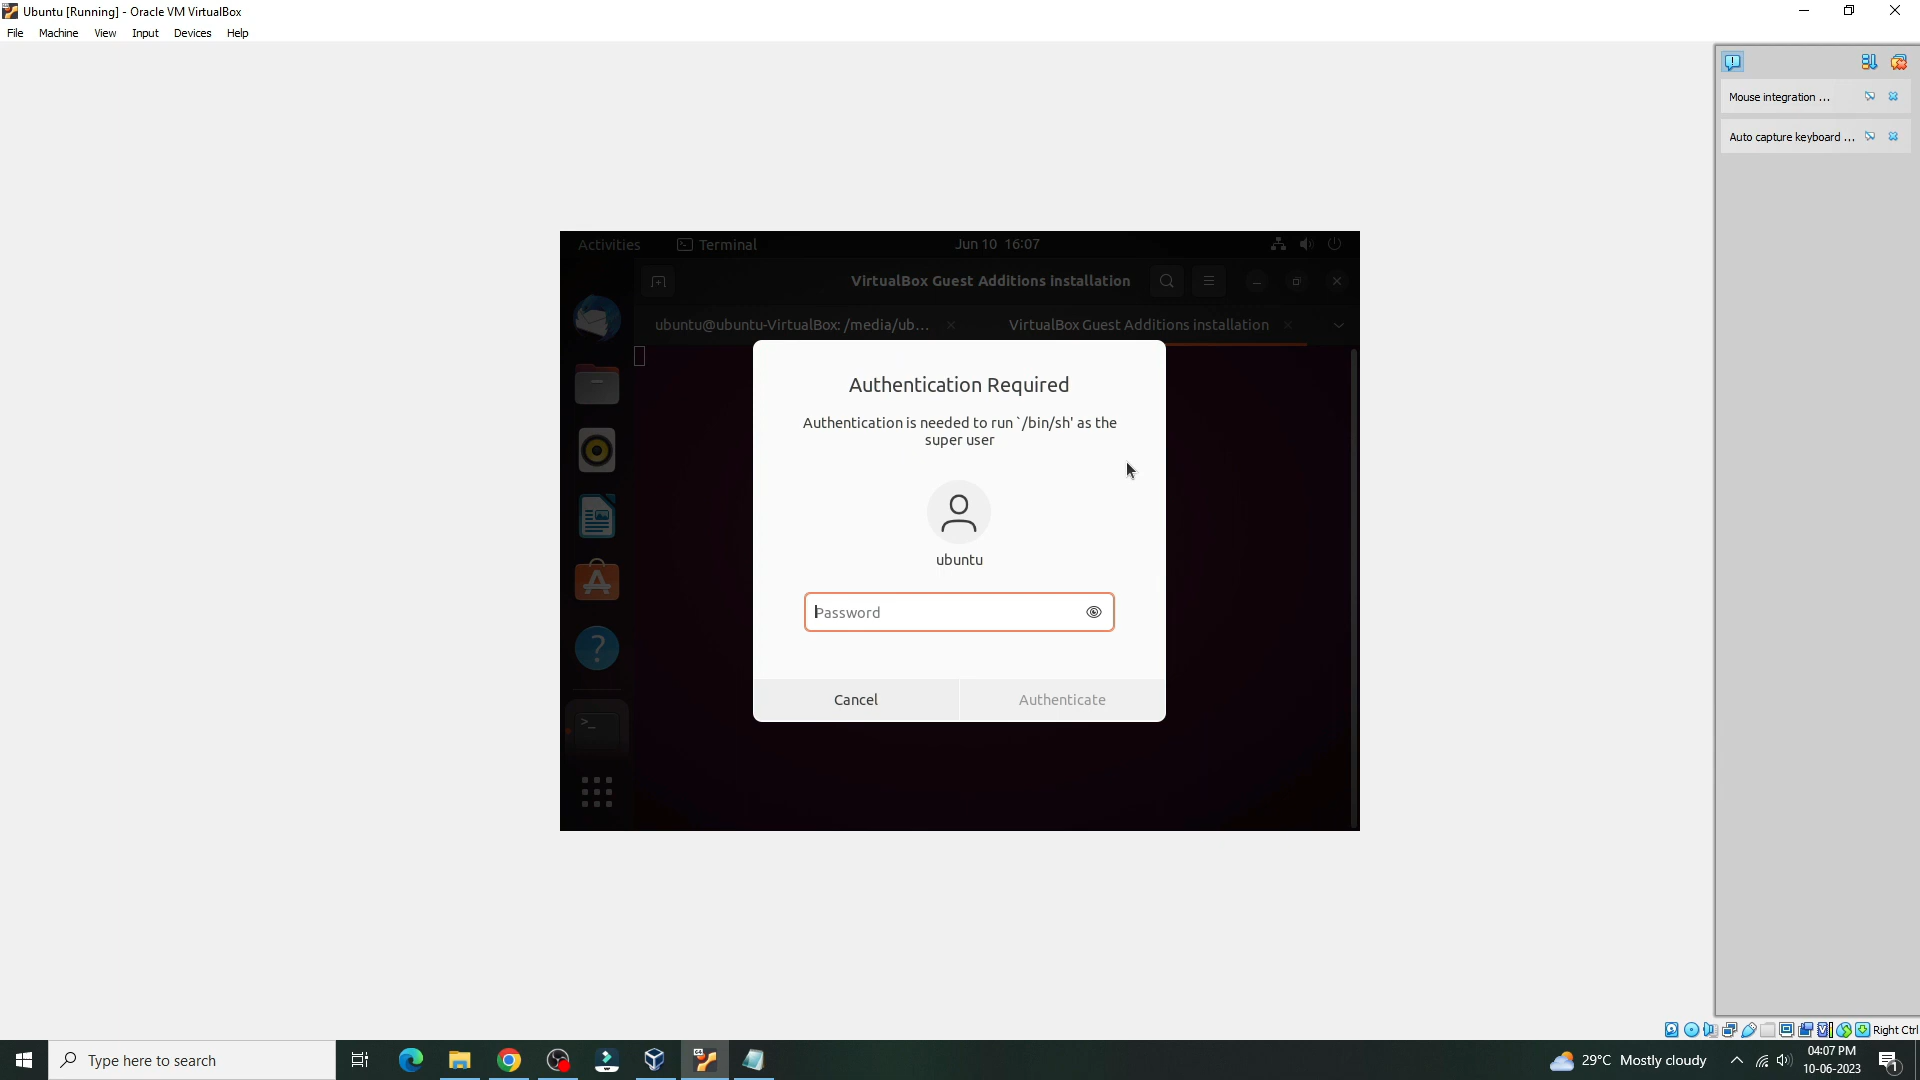 Ubuntu [Running] - Oracle VM VirtualBox
File Machine View Input Devices Help
Mouse integration ...
Auto capture keyboard ...
Activities Terminal Jun 10 16:07
VirtualBox Guest Additions installation
ubuntu@ubuntu-VirtualBox: /media/ub... VirtualBox Guest Additions installation
Authentication Required
Authentication is needed to run `/bin/sh' as the
super user
ubuntu
Password
Cancel Authenticate
Right Ctrl
Type here to search
29°C Mostly cloudy
04:07 PM
10-06-2023
1